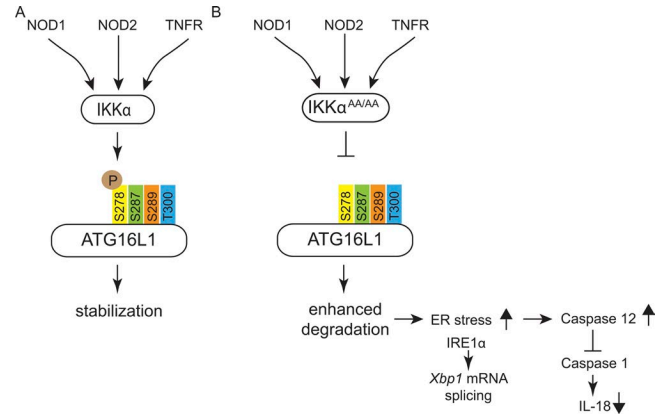 A
NOD1 NOD2 TNFR
IKKα
P
S278 S287 S289 T300
ATG16L1
stabilization
B
NOD1 NOD2 TNFR
IKKα AA/AA
S278 S287 S289 T300
ATG16L1
enhanced
degradation
ER stress
IRE1α
Xbp1 mRNA
splicing
Caspase 12
Caspase 1
IL-18